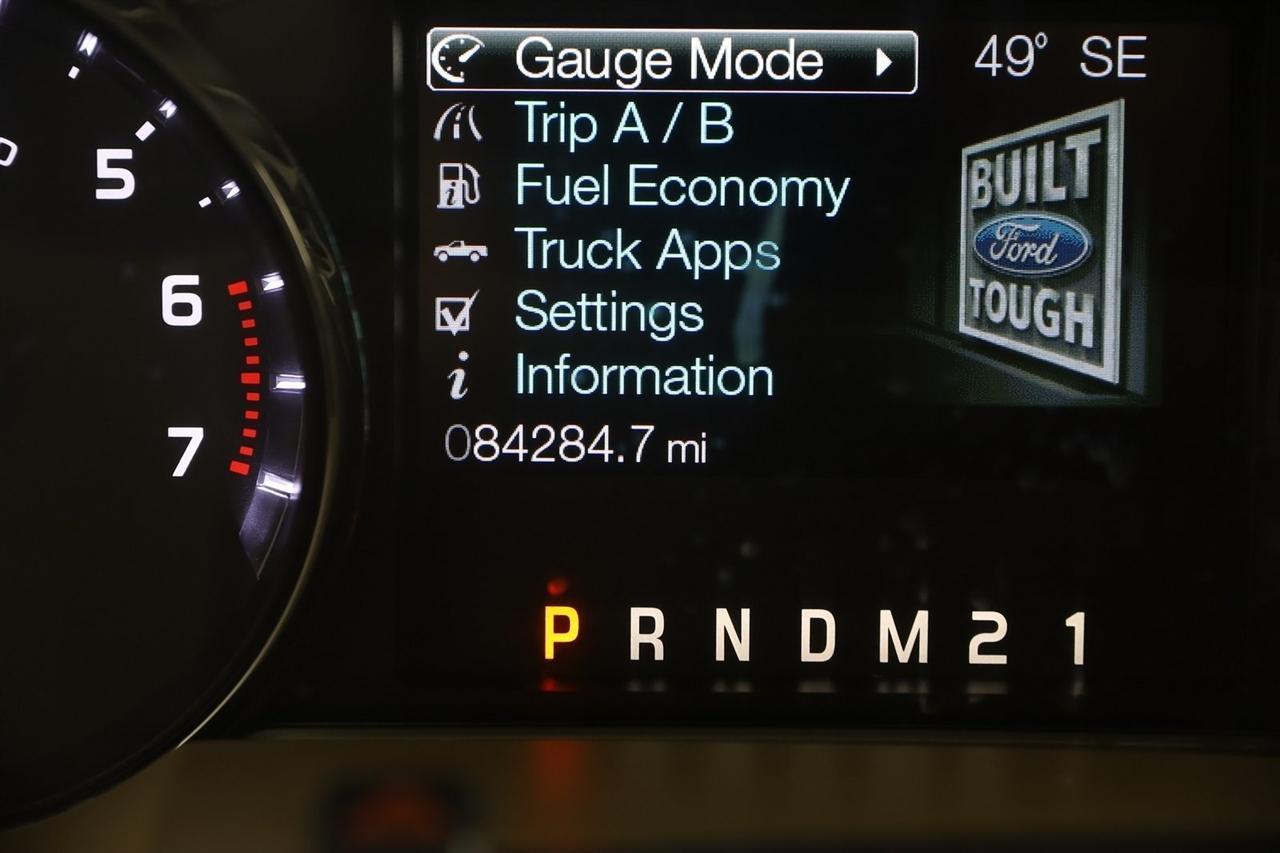 5
6
7
Gauge Mode
49° SE
Trip A / B
Fuel Economy
Truck Apps
Settings
Information
BUILT
Ford
TOUGH
084284.7 mi
P R N D M 2 1